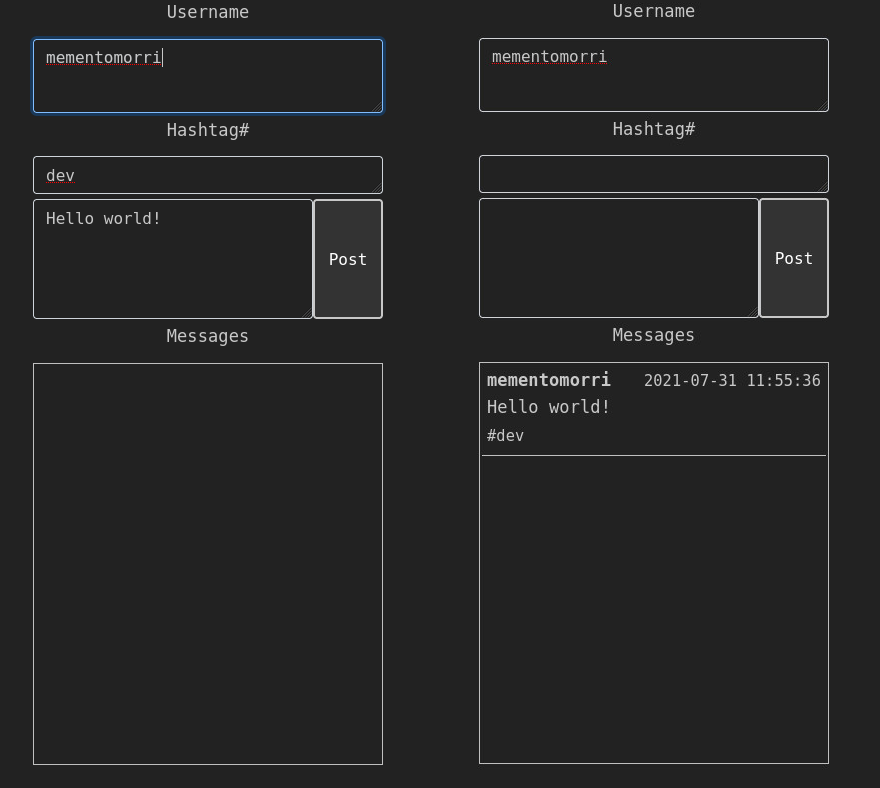 Username
mementomorri
Hashtag#
dev
Hello world!
Post
Messages
Username
mementomorri
Hashtag#
Post
Messages
mementomorri 2021-07-31 11:55:36
Hello world!
#dev